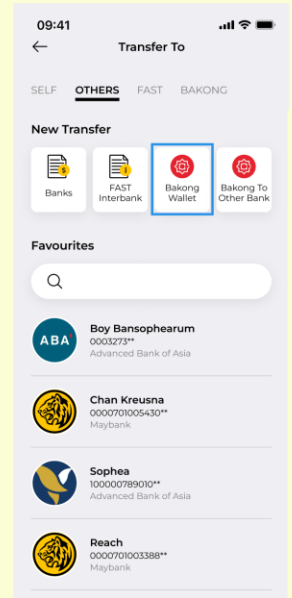 09:41
Transfer To
SELF OTHERS FAST BAKONG
New Transfer
Banks
FAST
Interbank
Bakong
Wallet
Bakong To
Other Bank
Favourites
ABA'
Boy Bansophearum
0003273**
Advanced Bank of Asia
Chan Kreusna
0000701005430**
Maybank
Sophea
100000789010**
Advanced Bank of Asia
Reach
0000701003388**
Maybank